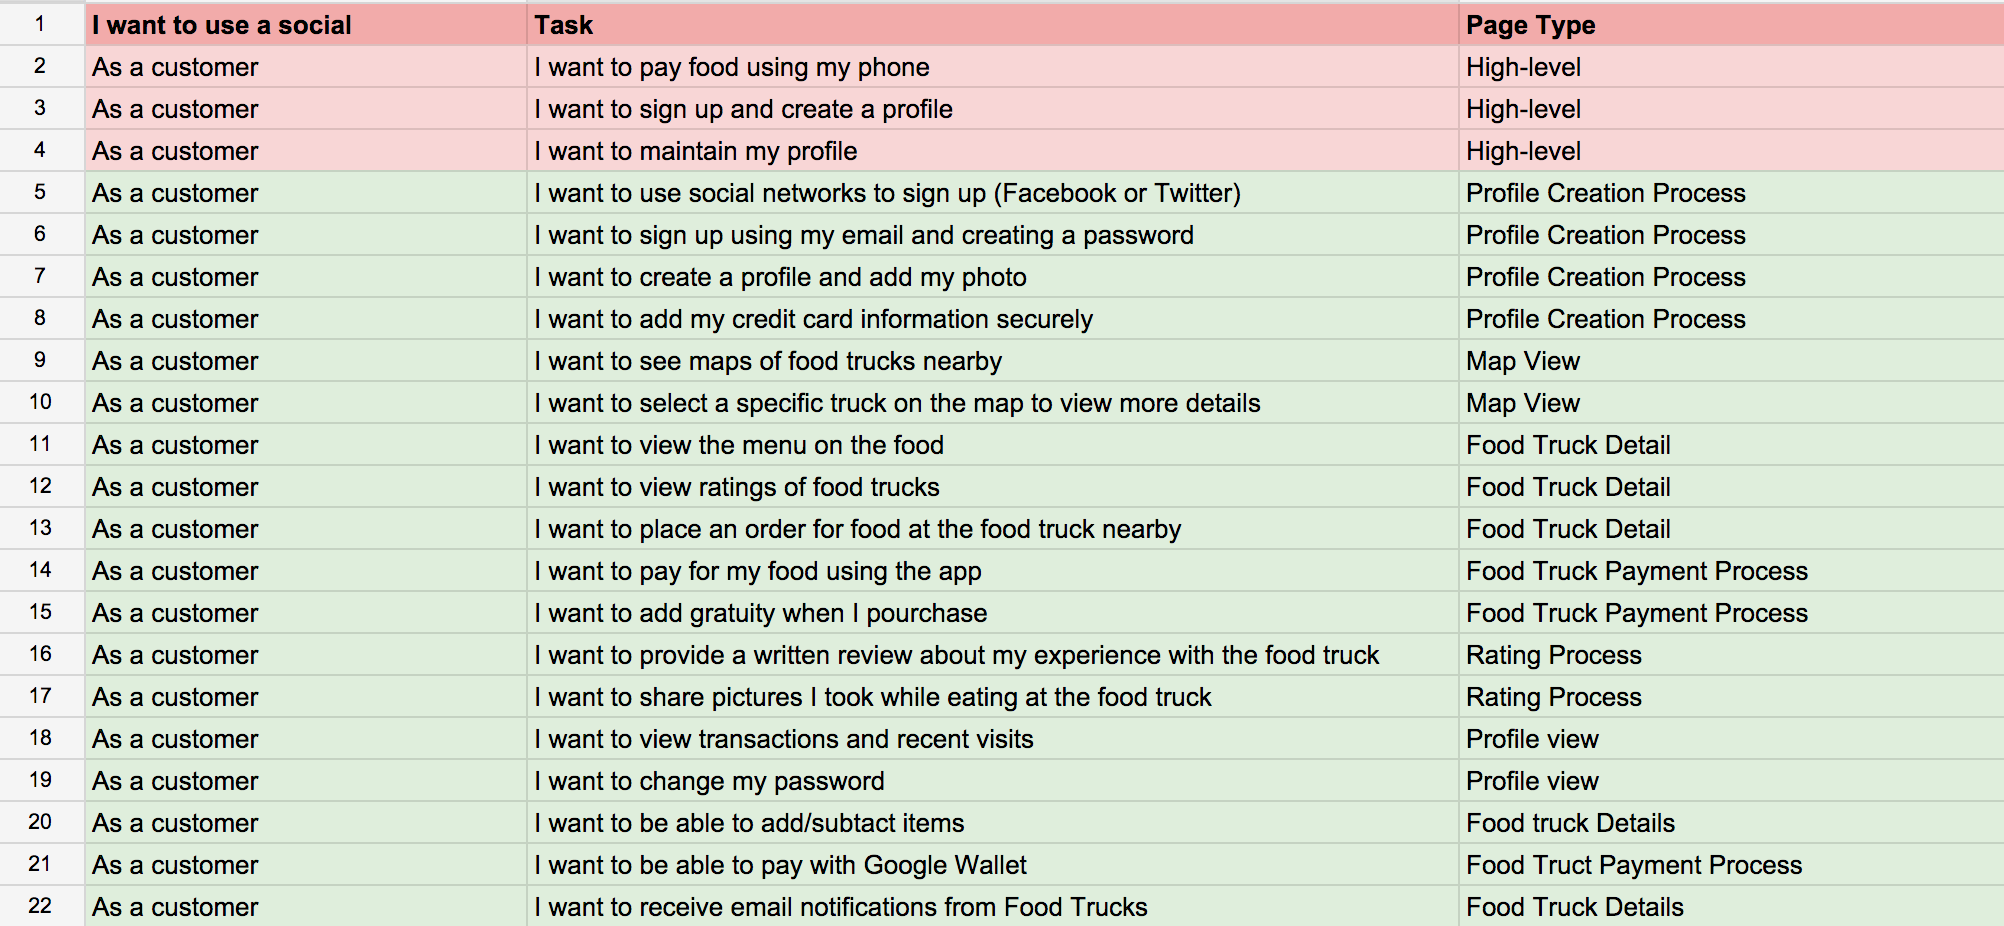 1 I want to use a social Task Page Type
2 As a customer I want to pay food using my phone High-level
3 As a customer I want to sign up and create a profile High-level
4 As a customer I want to maintain my profile High-level
5 As a customer I want to use social networks to sign up (Facebook or Twitter) Profile Creation Process
6 As a customer I want to sign up using my email and creating a password Profile Creation Process
7 As a customer I want to create a profile and add my photo Profile Creation Process
8 As a customer I want to add my credit card information securely Profile Creation Process
9 As a customer I want to see maps of food trucks nearby Map View
10 As a customer I want to select a specific truck on the map to view more details Map View
11 As a customer I want to view the menu on the food Food Truck Detail
12 As a customer I want to view ratings of food trucks Food Truck Detail
13 As a customer I want to place an order for food at the food truck nearby Food Truck Detail
14 As a customer I want to pay for my food using the app Food Truck Payment Process
15 As a customer I want to add gratuity when I pourchase Food Truck Payment Process
16 As a customer I want to provide a written review about my experience with the food truck Rating Process
17 As a customer I want to share pictures I took while eating at the food truck Rating Process
18 As a customer I want to view transactions and recent visits Profile view
19 As a customer I want to change my password Profile view
20 As a customer I want to be able to add/subtact items Food truck Details
21 As a customer I want to be able to pay with Google Wallet Food Truct Payment Process
22 As a customer I want to receive email notifications from Food Trucks Food Truck Details